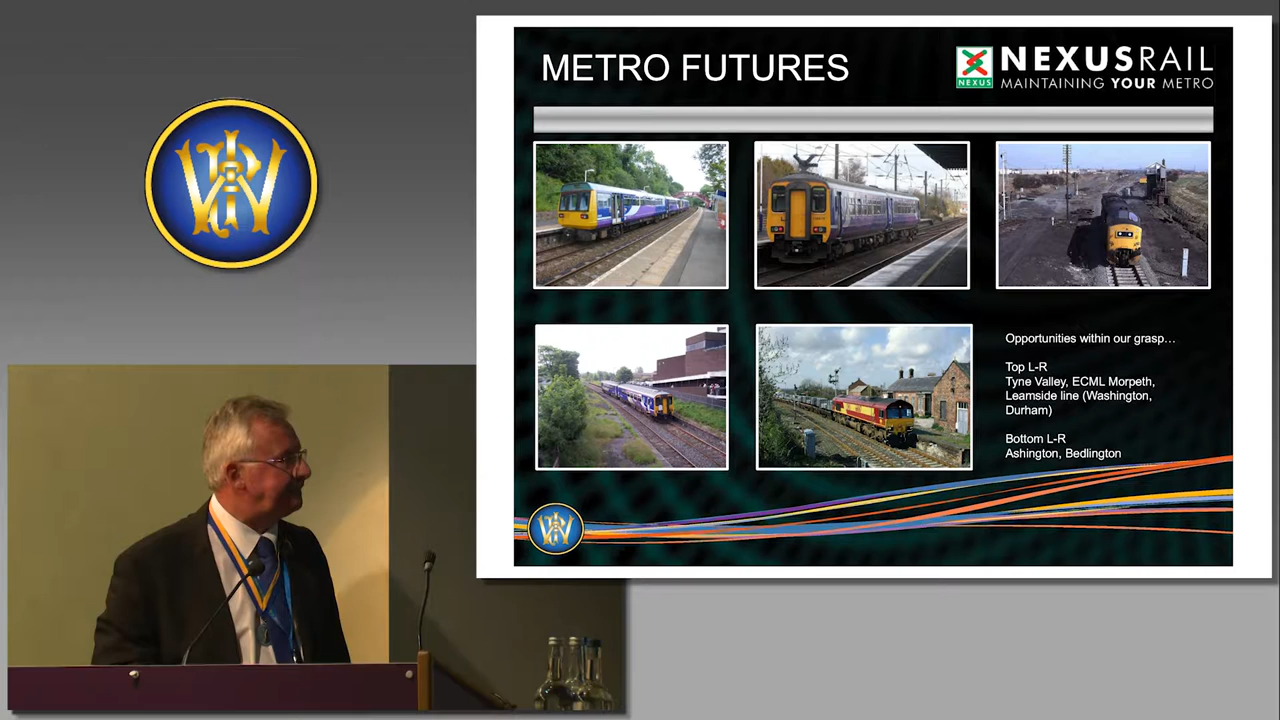 METRO FUTURES
NEXUS
NEXUSRAIL
MAINTAINING YOUR METRO
Opportunities within our grasp…
Top L-R
Tyne Valley, ECML Morpeth,
Leamside line (Washington,
Durham)
Bottom L-R
Ashington, Bedlington